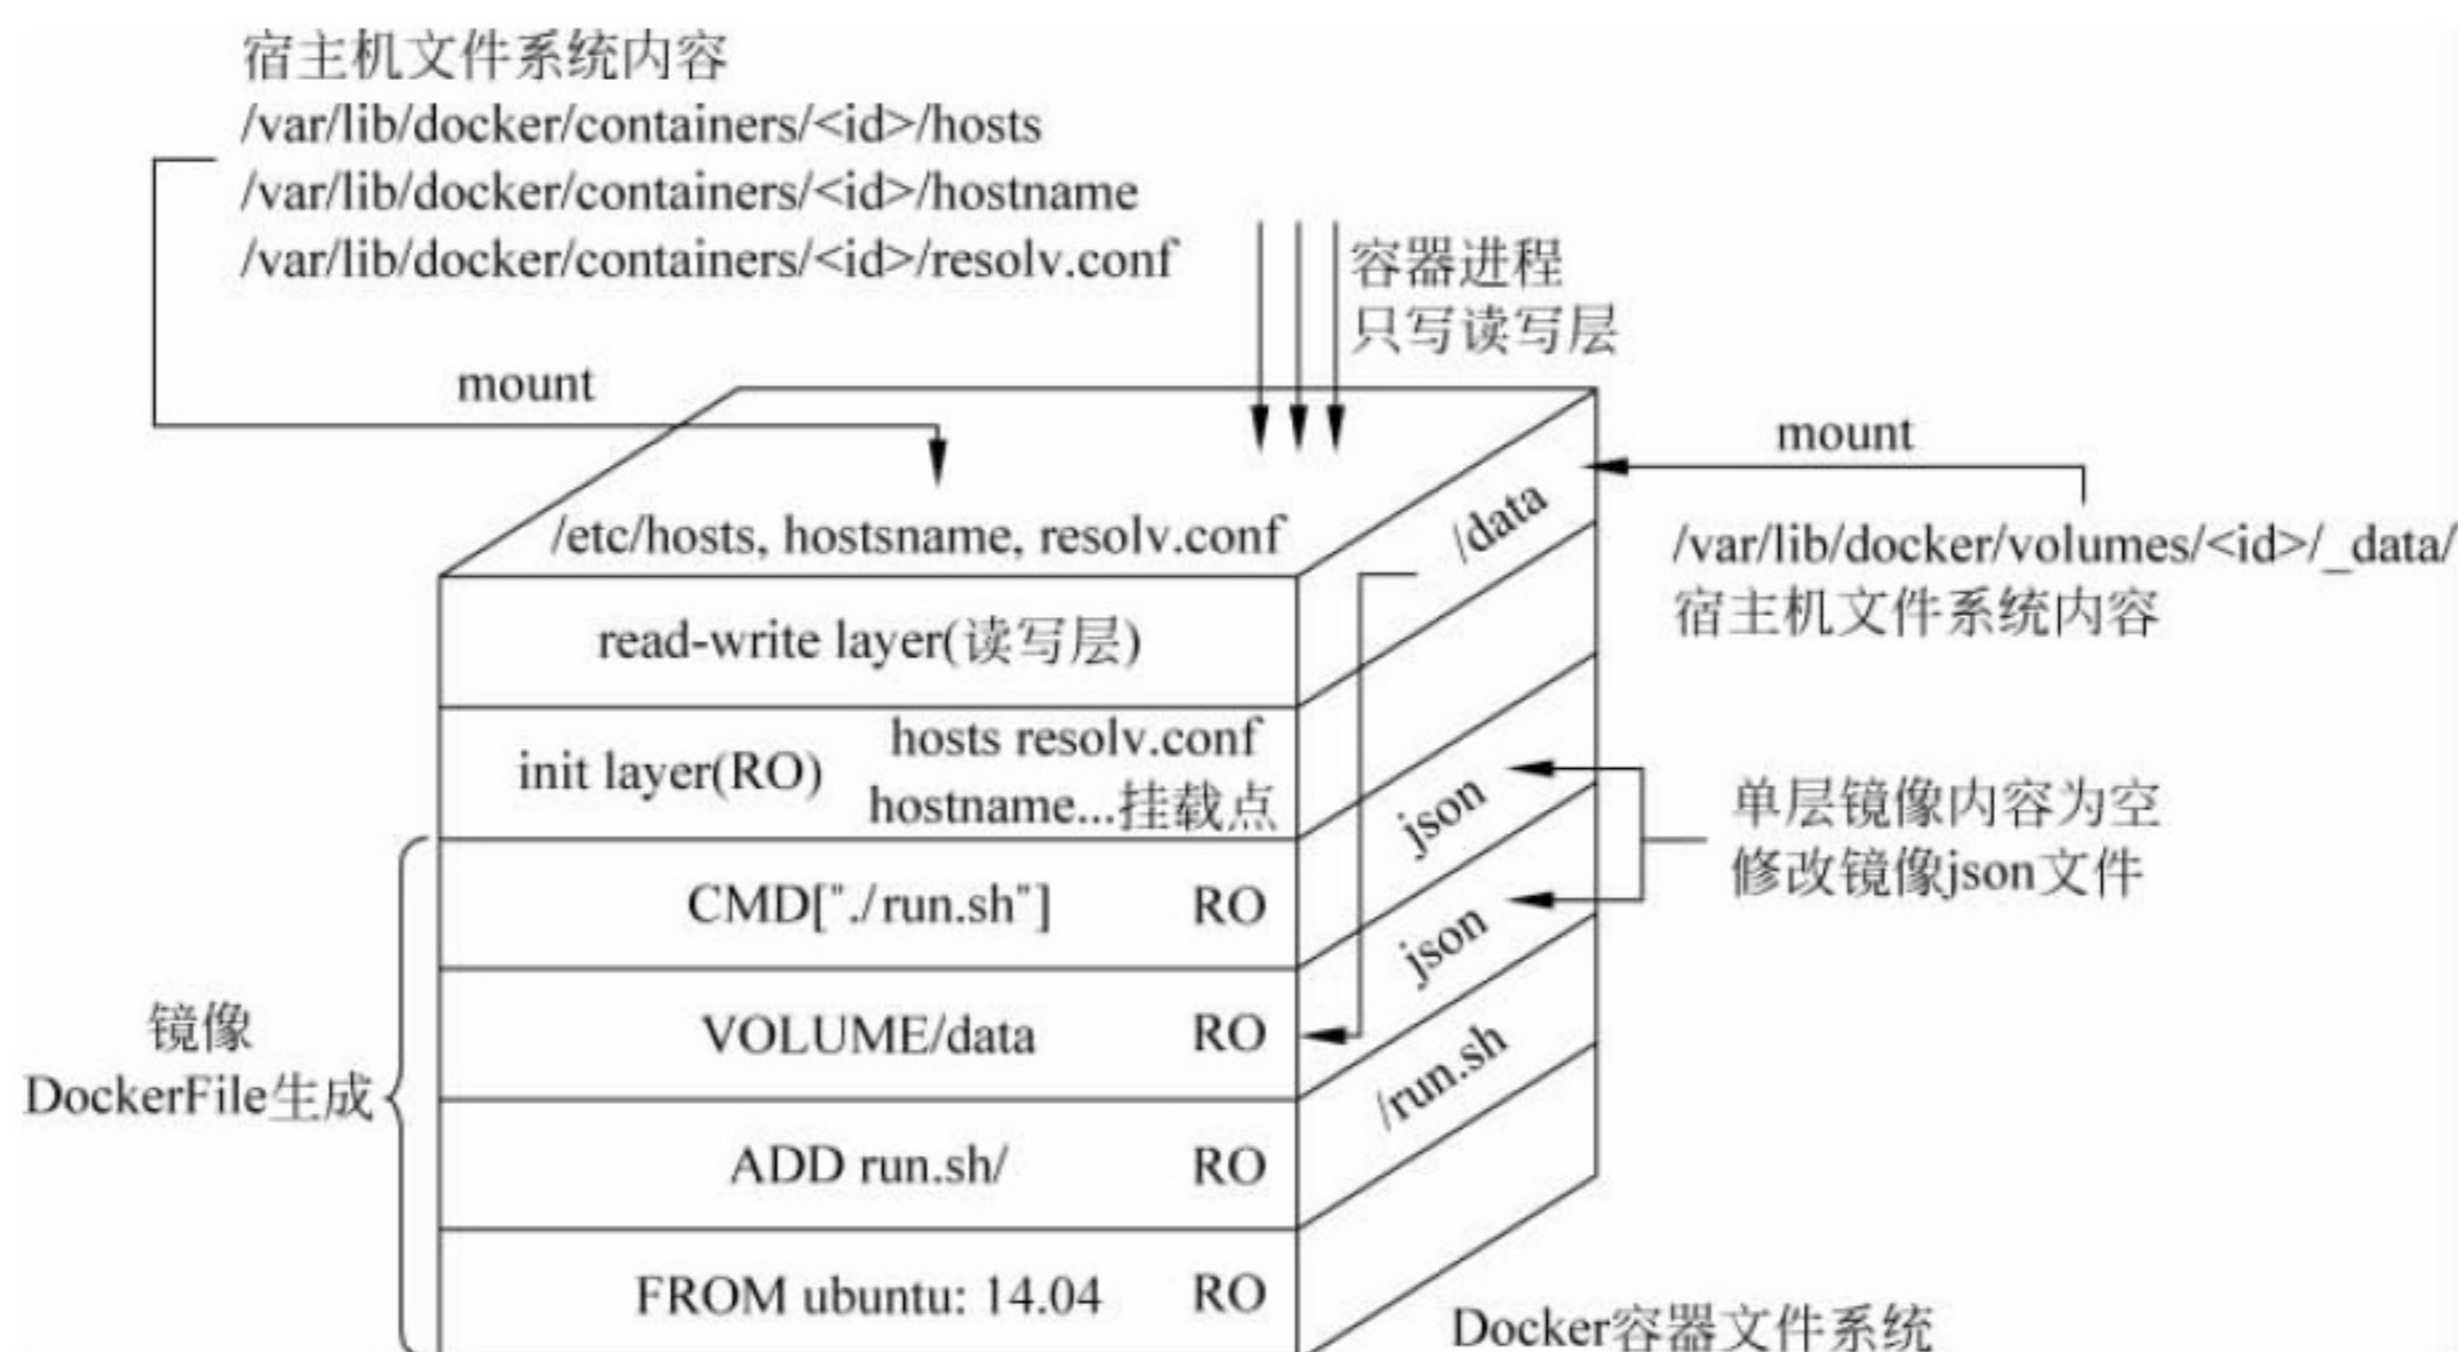 宿主机文件系统内容
/var/lib/docker/containers/<id>/hosts
/var/lib/docker/containers/<id>/hostname
/var/lib/docker/containers/<id>/resolv.conf
容器进程
只写读写层
mount
mount
/etc/hosts, hostsname, resolv.conf
/data
/var/lib/docker/volumes/<id>/_data/
宿主机文件系统内容
read-write layer(读写层)
init layer(RO)
hosts resolv.conf
hostname...挂载点
json
单层镜像内容为空
修改镜像json文件
CMD["./run.sh"] RO
json
镜像
DockerFile生成
VOLUME/data RO
/run.sh
ADD run.sh/ RO
FROM ubuntu: 14.04 RO
Docker容器文件系统